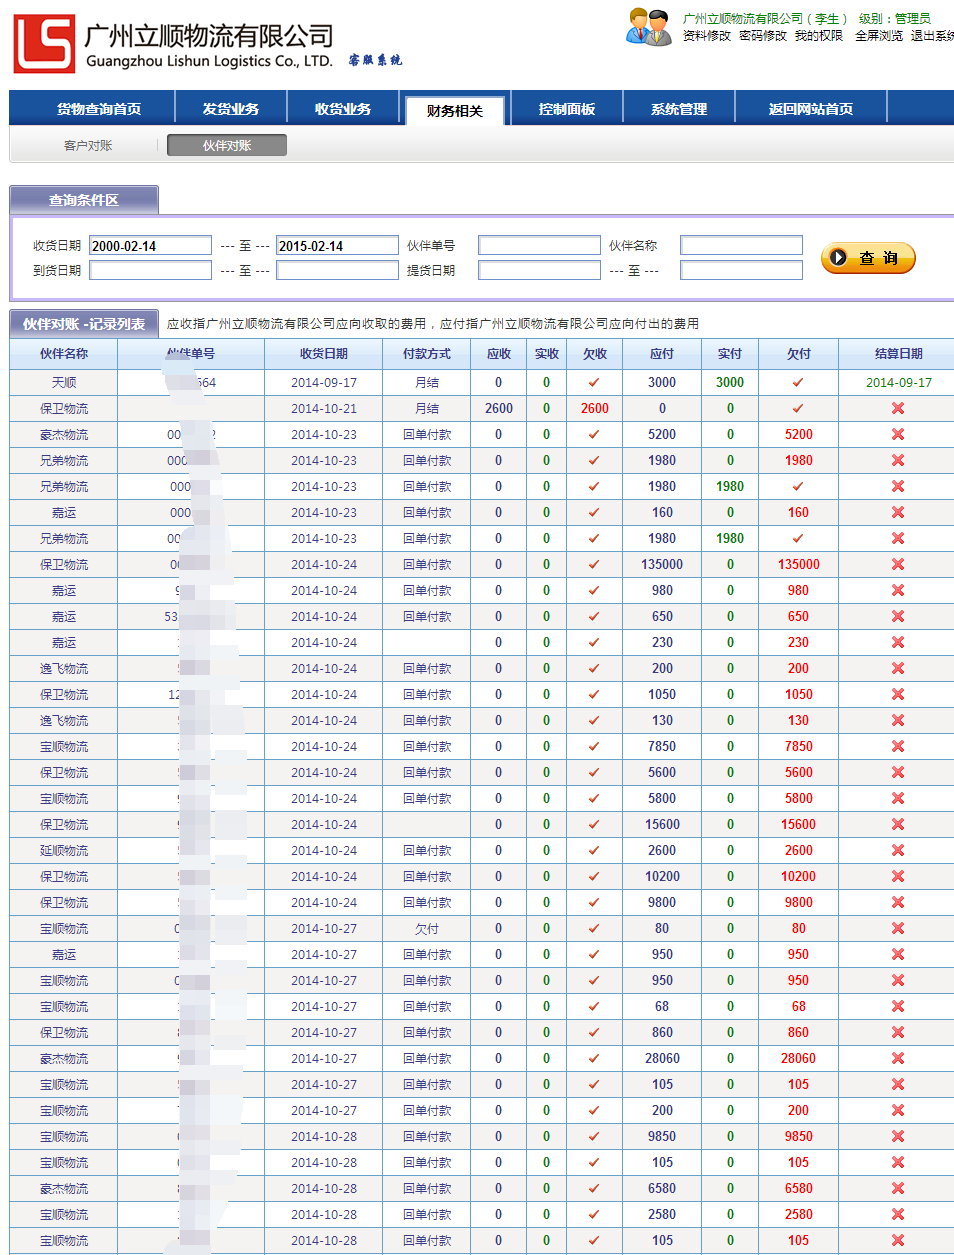 LS 广州立顺物流有限公司
Guangzhou Lishun Logistics Co., LTD. 客服系统
广州立顺物流有限公司（李生） 级别：管理员
资料修改 密码修改 我的权限 全屏浏览 退出系统
货物查询首页 发货业务 收货业务 财务相关 控制面板 系统管理 返回网站首页
客户对账 伙伴对账
查询条件区
收货日期 2000-02-14 --- 至 --- 2015-02-14 伙伴单号 伙伴名称
到货日期 --- 至 --- 提货日期 --- 至 ---
查 询
伙伴对账 -记录列表 应收指广州立顺物流有限公司应向收取的费用，应付指广州立顺物流有限公司应向付出的费用
伙伴名称 伙伴单号 收货日期 付款方式 应收 实收 欠收 应付 实付 欠付 结算日期
天顺 564 2014-09-17 月结 0 0 3000 3000 2014-09-17
保卫物流 2014-10-21 月结 2600 0 2600 0 0
豪杰物流 00 2 2014-10-23 回单付款 0 0 5200 0 5200
兄弟物流 000 2014-10-23 回单付款 0 0 1980 0 1980
兄弟物流 000 2014-10-23 回单付款 0 0 1980 1980
嘉运 000 2014-10-23 回单付款 0 0 160 0 160
兄弟物流 00 2014-10-23 回单付款 0 0 1980 1980
保卫物流 0 2014-10-24 回单付款 0 0 135000 0 135000
嘉运 9 2014-10-24 回单付款 0 0 980 0 980
嘉运 53 2014-10-24 回单付款 0 0 650 0 650
嘉运 2014-10-24 0 0 230 0 230
逸飞物流 2014-10-24 回单付款 0 0 200 0 200
保卫物流 12 2014-10-24 回单付款 0 0 1050 0 1050
逸飞物流 2014-10-24 回单付款 0 0 130 0 130
宝顺物流 2014-10-24 回单付款 0 0 7850 0 7850
保卫物流 2014-10-24 回单付款 0 0 5600 0 5600
宝顺物流 2014-10-24 回单付款 0 0 5800 0 5800
保卫物流 2014-10-24 0 0 15600 0 15600
延顺物流 2014-10-24 回单付款 0 0 2600 0 2600
保卫物流 2014-10-24 回单付款 0 0 10200 0 10200
保卫物流 2014-10-24 回单付款 0 0 9800 0 9800
宝顺物流 2014-10-27 欠付 0 0 80 0 80
嘉运 2014-10-27 回单付款 0 0 950 0 950
宝顺物流 2014-10-27 回单付款 0 0 950 0 950
宝顺物流 2014-10-27 回单付款 0 0 68 0 68
保卫物流 2014-10-27 回单付款 0 0 860 0 860
豪杰物流 2014-10-27 回单付款 0 0 28060 0 28060
宝顺物流 2014-10-27 回单付款 0 0 105 0 105
宝顺物流 2014-10-27 回单付款 0 0 200 0 200
宝顺物流 2014-10-28 回单付款 0 0 9850 0 9850
宝顺物流 2014-10-28 回单付款 0 0 105 0 105
豪杰物流 2014-10-28 回单付款 0 0 6580 0 6580
宝顺物流 2014-10-28 回单付款 0 0 2580 0 2580
宝顺物流 2014-10-28 回单付款 0 0 105 0 105